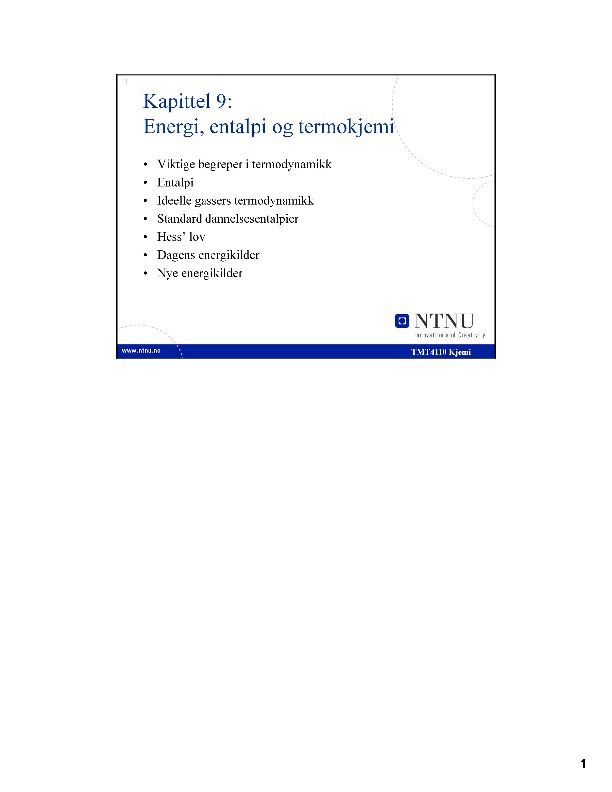 1
Kapittel 9:
Energi, entalpi og termokjemi
• Viktige begreper i termodynamikk
• Entalpi
• Ideelle gassers termodynamikk
• Standard dannelsesentalpier
• Hess’ lov
• Dagens energikilder
• Nye energikilder
NTNU
Innovation and Creativity
www.ntnu.no
TMT4110 Kjemi
1